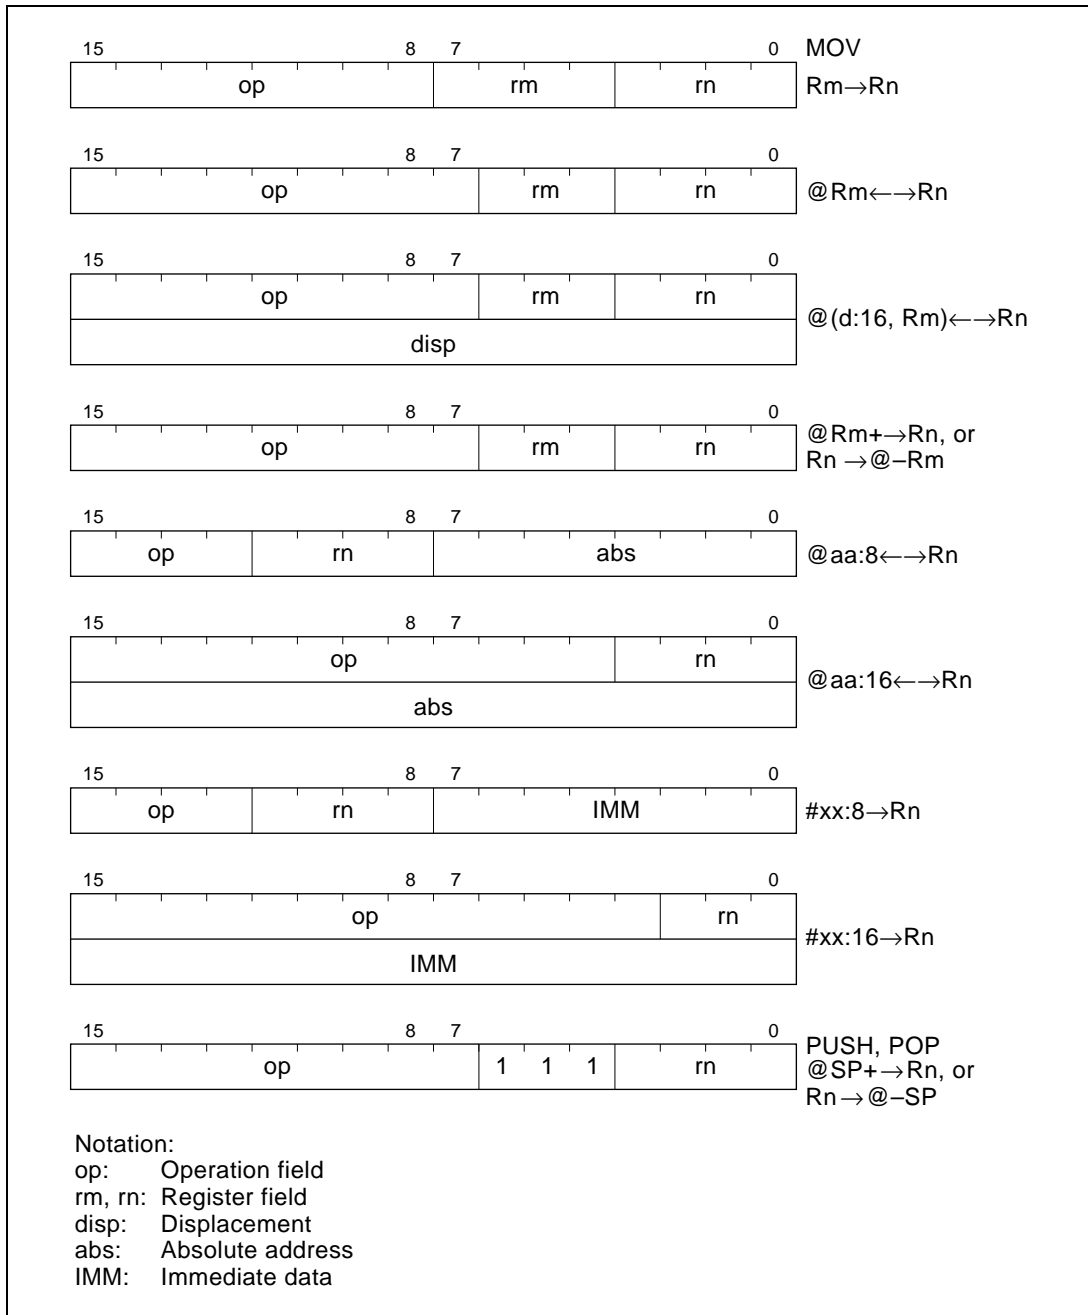 15 8 7 0 MOV
op rm rn Rm→Rn
15 8 7 0
op rm rn @Rm←→Rn
15 8 7 0
op rm rn
@(d:16, Rm)←→Rn
disp
15 8 7 0
@Rm+→Rn, or
op rm rn
Rn →@–Rm
15 8 7 0
op rn abs @aa:8←→Rn
15 8 7 0
op rn
@aa:16←→Rn
abs
15 8 7 0
op rn IMM #xx:8→Rn
15 8 7 0
op rn
#xx:16→Rn
IMM
15 8 7 0
PUSH, POP
op 1 1 1 rn @SP+→Rn, or
Rn→@–SP
Notation:
op: Operation field
rm, rn: Register field
disp: Displacement
abs: Absolute address
IMM: Immediate data